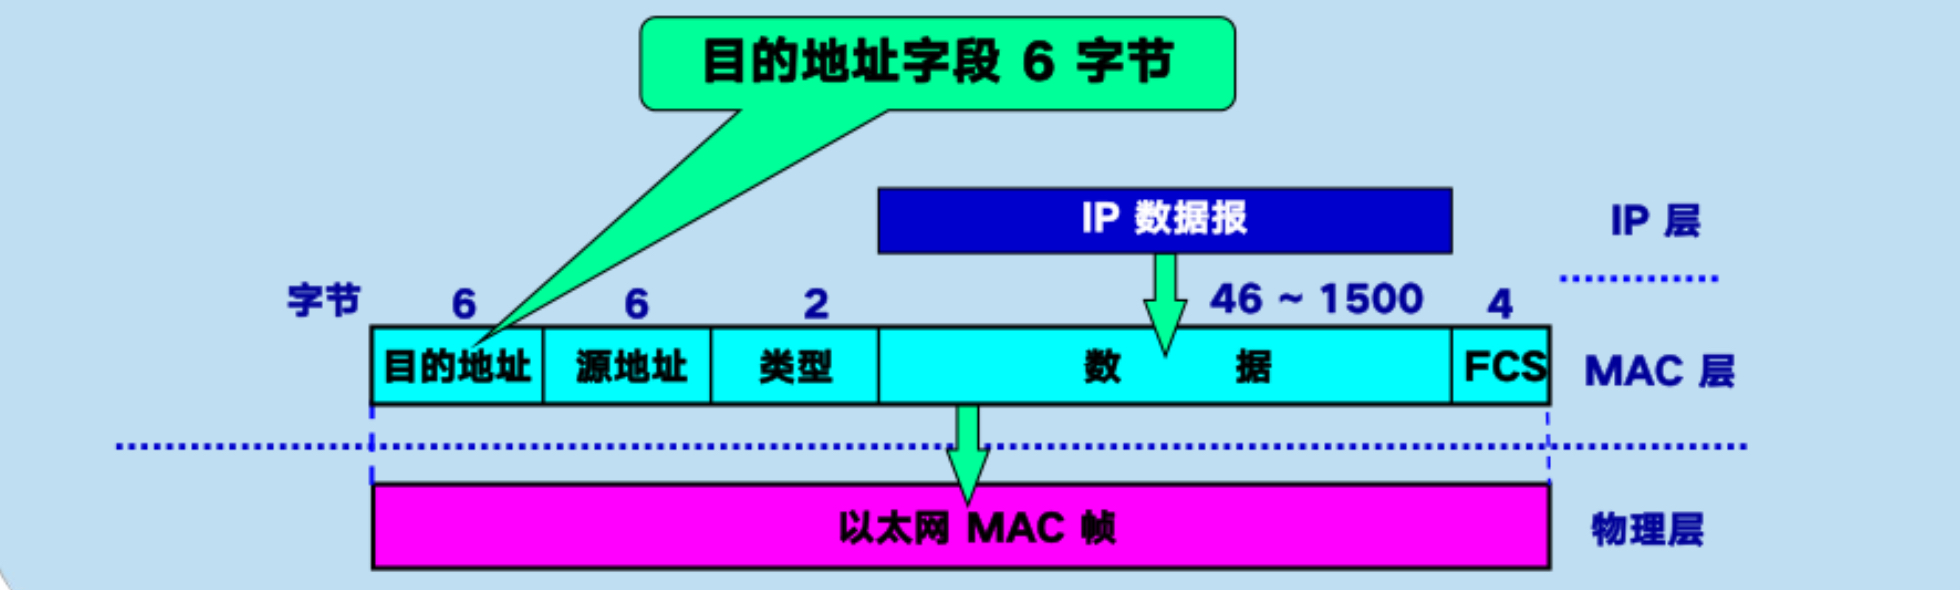 目的地址字段 6 字节
IP 数据报
IP 层
字节 6 6 2 46 ~ 1500 4
目的地址 源地址 类型 数 据 FCS MAC 层
以太网 MAC 帧
物理层